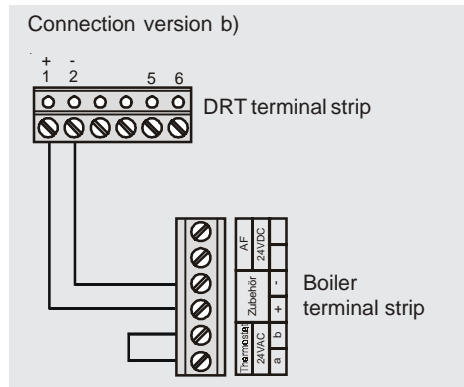 Connection version b)
+ -
1 2 5 6
DRT terminal strip
AF
24VDC
Zubehör
- 
+
Boiler
terminal strip
Thermostat
24VAC
b
a